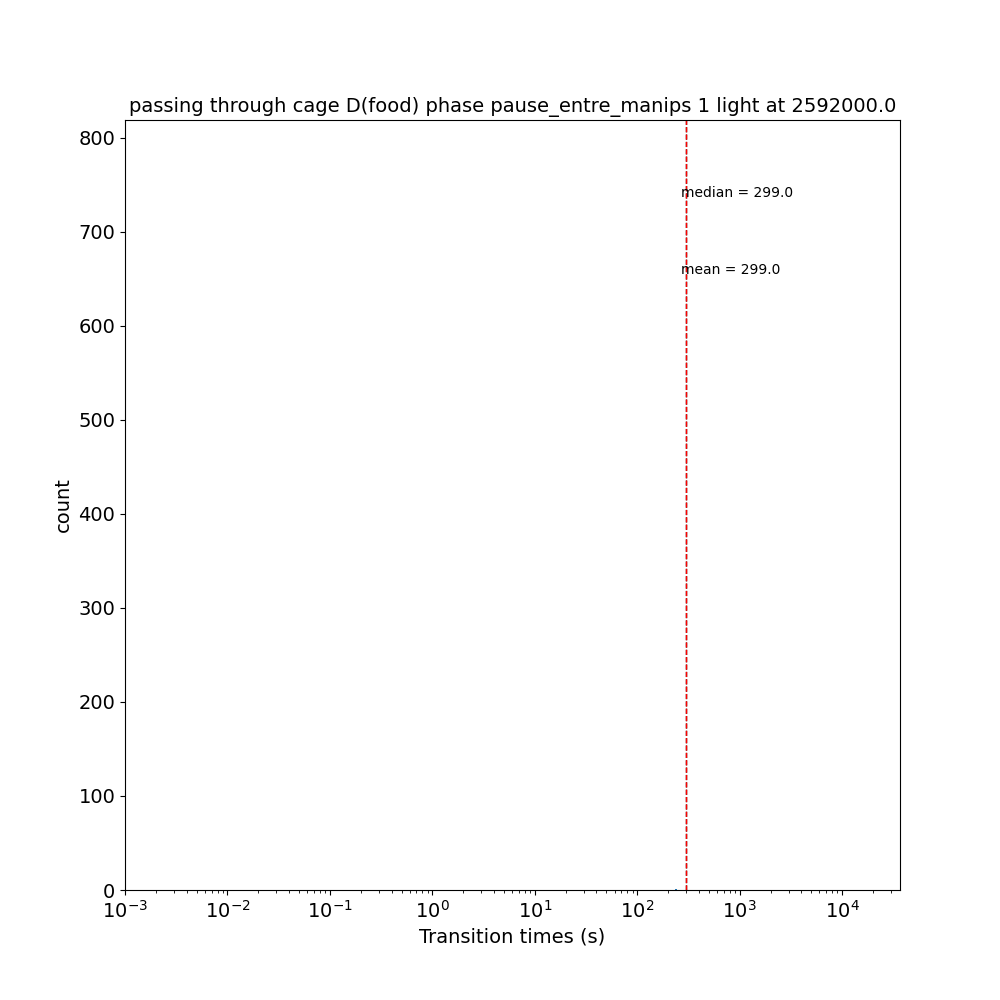 passing through cage D(food) phase pause_entre_manips 1 light at 2592000.0
800
median = 299.0
700
mean = 299.0
600
500
count
400
300
200
100
0
10⁻³ 10⁻² 10⁻¹ 10⁰ 10¹ 10² 10³ 10⁴
Transition times (s)